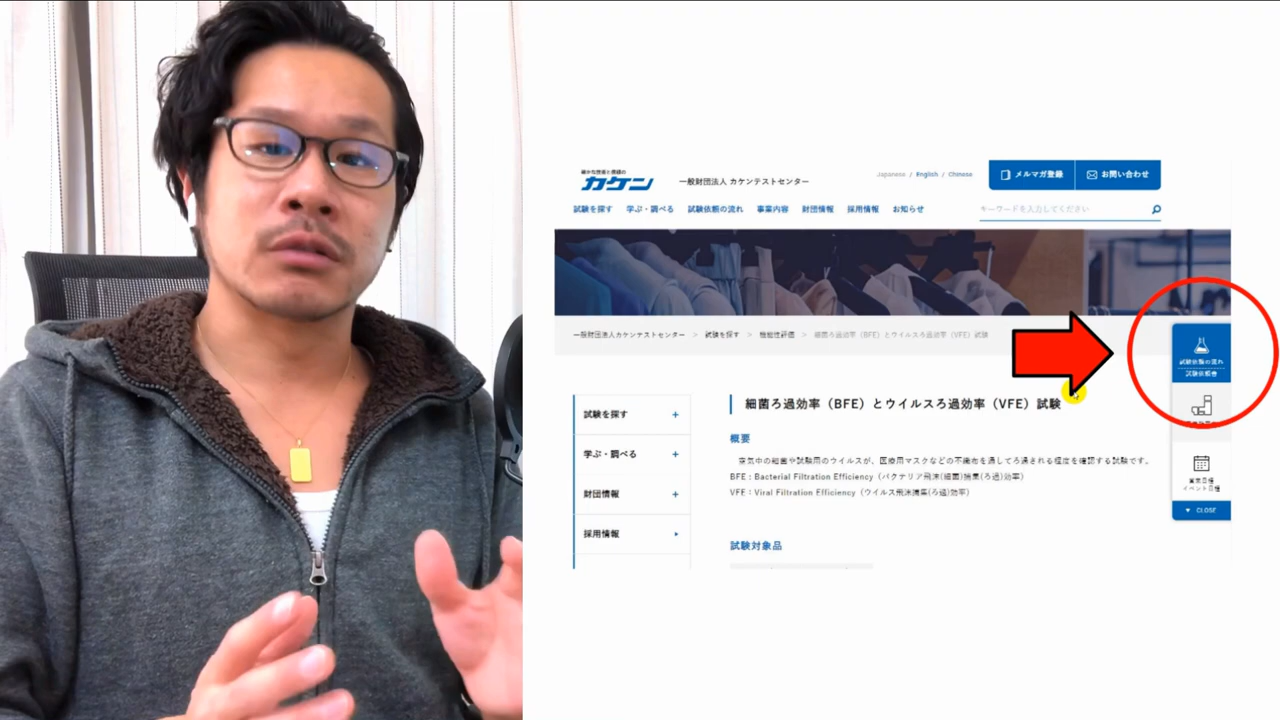 確かな技術と信頼の
カケン 一般財団法人 カケンテストセンター
Japanese / English / Chinese
メルマガ登録
お問い合わせ
試験を探す 学ぶ・調べる 試験依頼の流れ 事業内容 財団情報 採用情報 お知らせ
キーワードを入力してください
一般財団法人カケンテストセンター > 試験を探す > 機能性評価 > 細菌ろ過効率（BFE）とウイルスろ過効率（VFE）試験
試験依頼の流れ
試験依頼書
試験を探す +
学ぶ・調べる +
財団情報 +
採用情報
細菌ろ過効率（BFE）とウイルスろ過効率（VFE）試験
概要
空気中の細菌や試験用のウイルスが、医療用マスクなどの不織布を通してろ過される程度を確認する試験です。
BFE：Bacterial Filtration Efficiency（バクテリア飛沫(細菌)捕集(ろ過)効率）
VFE：Viral Filtration Efficiency（ウイルス飛沫捕集(ろ過)効率）
試験対象品
営業日程
イベント日程
▼ CLOSE